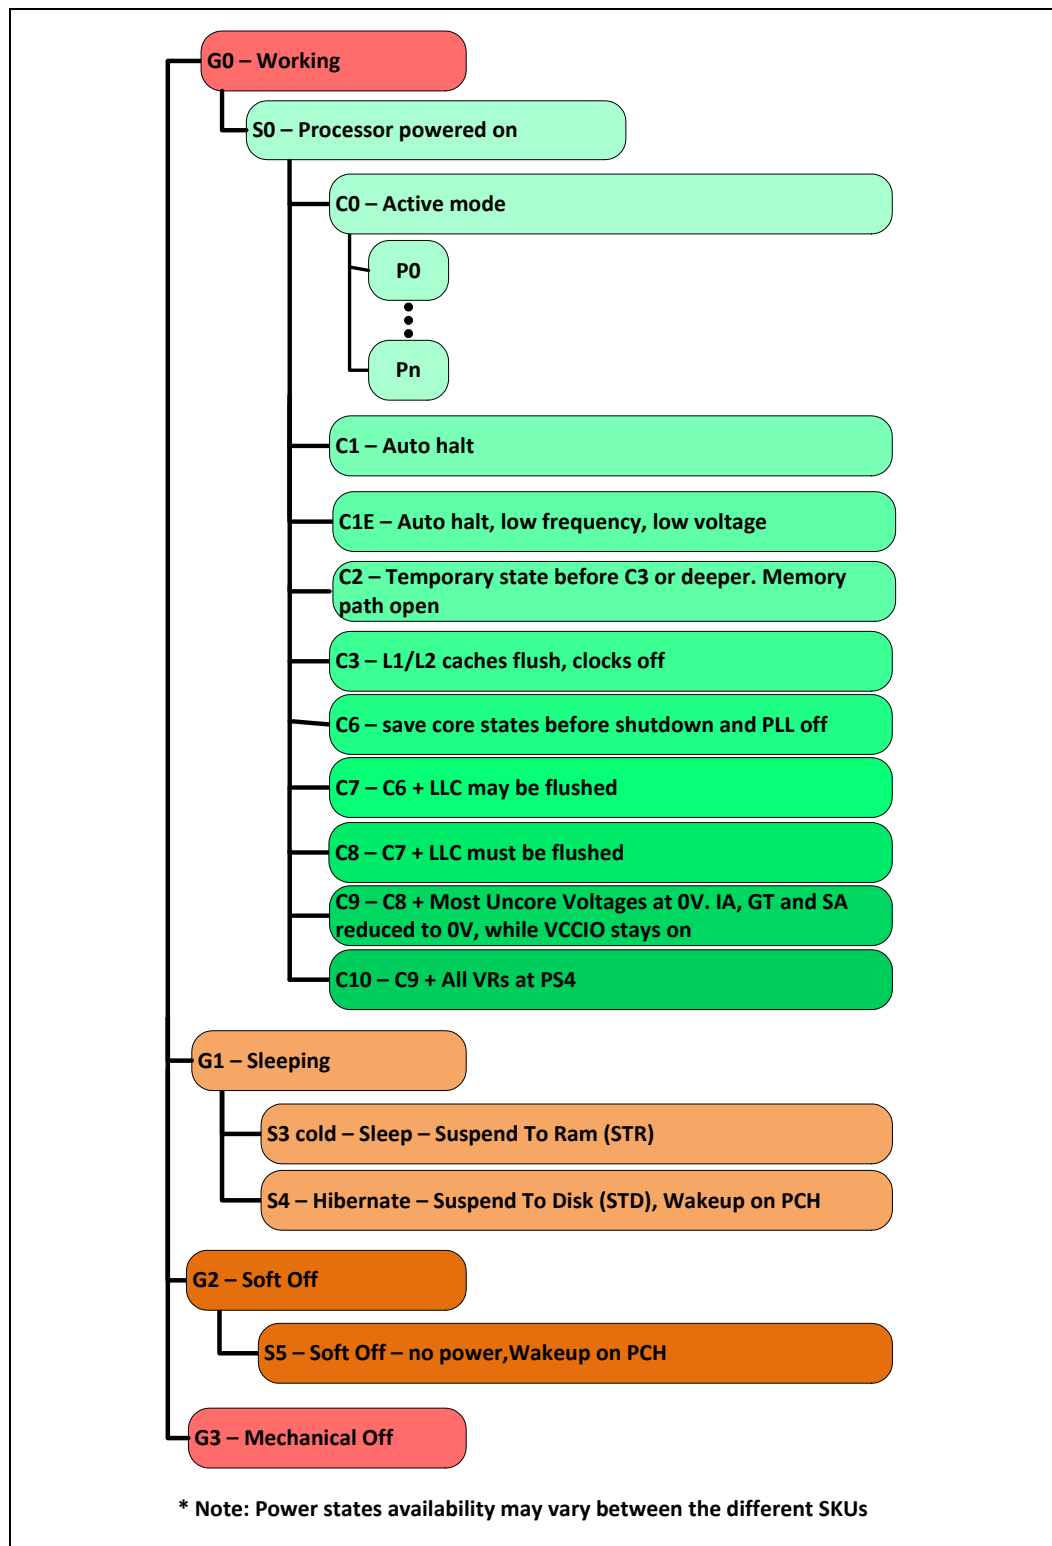 G0 – Working
S0 – Processor powered on
C0 – Active mode
P0
Pn
C1 – Auto halt
C1E – Auto halt, low frequency, low voltage
C2 – Temporary state before C3 or deeper. Memory
path open
C3 – L1/L2 caches flush, clocks off
C6 – save core states before shutdown and PLL off
C7 – C6 + LLC may be flushed
C8 – C7 + LLC must be flushed
C9 – C8 + Most Uncore Voltages at 0V. IA, GT and SA
reduced to 0V, while VCCIO stays on
C10 – C9 + All VRs at PS4
G1 – Sleeping
S3 cold – Sleep – Suspend To Ram (STR)
S4 – Hibernate – Suspend To Disk (STD), Wakeup on PCH
G2 – Soft Off
S5 – Soft Off – no power,Wakeup on PCH
G3 – Mechanical Off
* Note: Power states availability may vary between the different SKUs